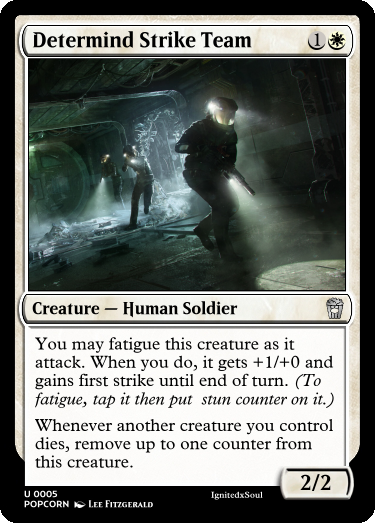 Determind Strike Team 1
Creature — Human Soldier
You may fatigue this creature as it
attack. When you do, it gets +1/+0 and
gains first strike until end of turn. (To
fatigue, tap it then put stun counter on it.)
Whenever another creature you control
dies, remove up to one counter from
this creature.
2/2
U 0005
POPCORN Lee Fitzgerald
IgnitedxSoul